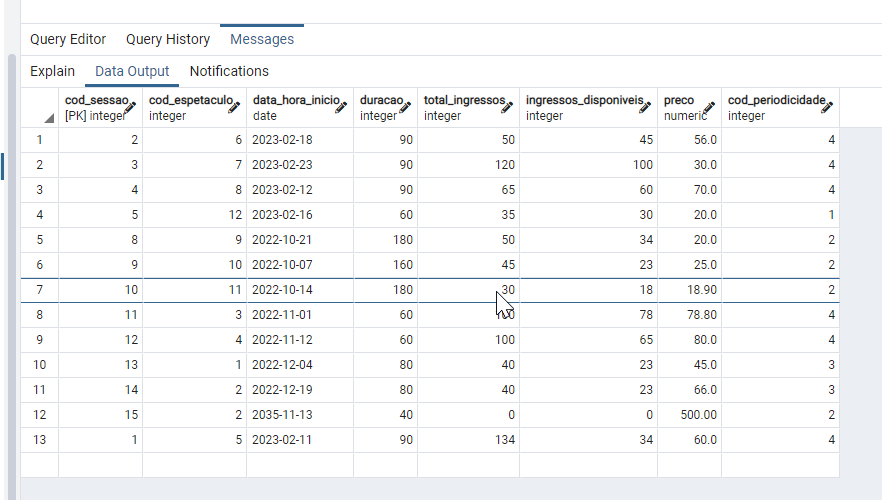 Query Editor Query History Messages
Explain Data Output Notifications
cod_sessao cod_espetaculo data_hora_inicio duracao total_ingressos ingressos_disponiveis preco cod_periodicidade
[PK] integer integer date integer integer integer numeric integer
1 2 6 2023-02-18 90 50 45 56.0 4
2 3 7 2023-02-23 90 120 100 30.0 4
3 4 8 2023-02-12 90 65 60 70.0 4
4 5 12 2023-02-16 60 35 30 20.0 1
5 8 9 2022-10-21 180 50 34 20.0 2
6 9 10 2022-10-07 160 45 23 25.0 2
7 10 11 2022-10-14 180 30 18 18.90 2
8 11 3 2022-11-01 60 78 78.80 4
9 12 4 2022-11-12 60 100 65 80.0 4
10 13 1 2022-12-04 80 40 23 45.0 3
11 14 2 2022-12-19 80 40 23 66.0 3
12 15 2 2035-11-13 40 0 0 500.00 2
13 1 5 2023-02-11 90 134 34 60.0 4